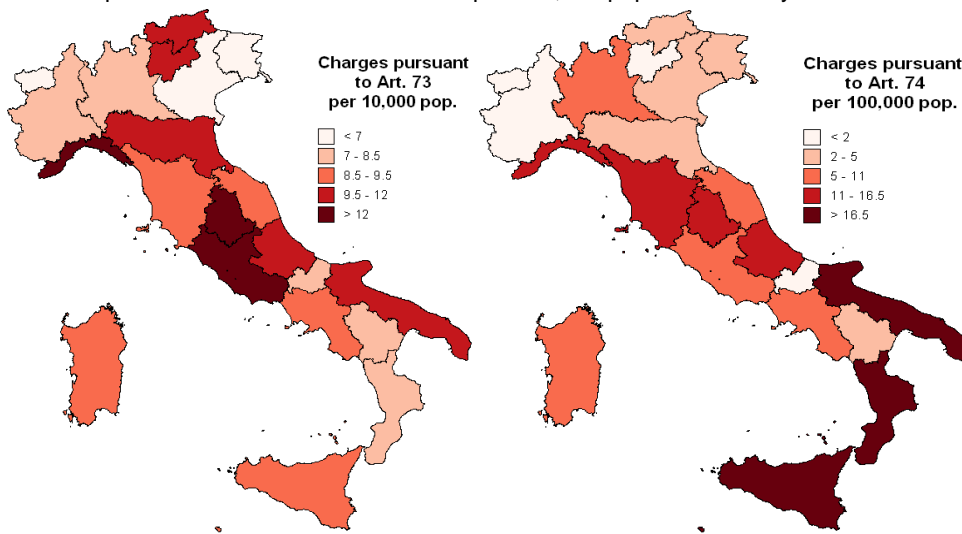 Charges pursuant
to Art. 73
per 10,000 pop.
< 7
7 - 8.5
8.5 - 9.5
9.5 - 12
> 12
Charges pursuant
to Art. 74
per 100,000 pop.
< 2
2 - 5
5 - 11
11 - 16.5
> 16.5